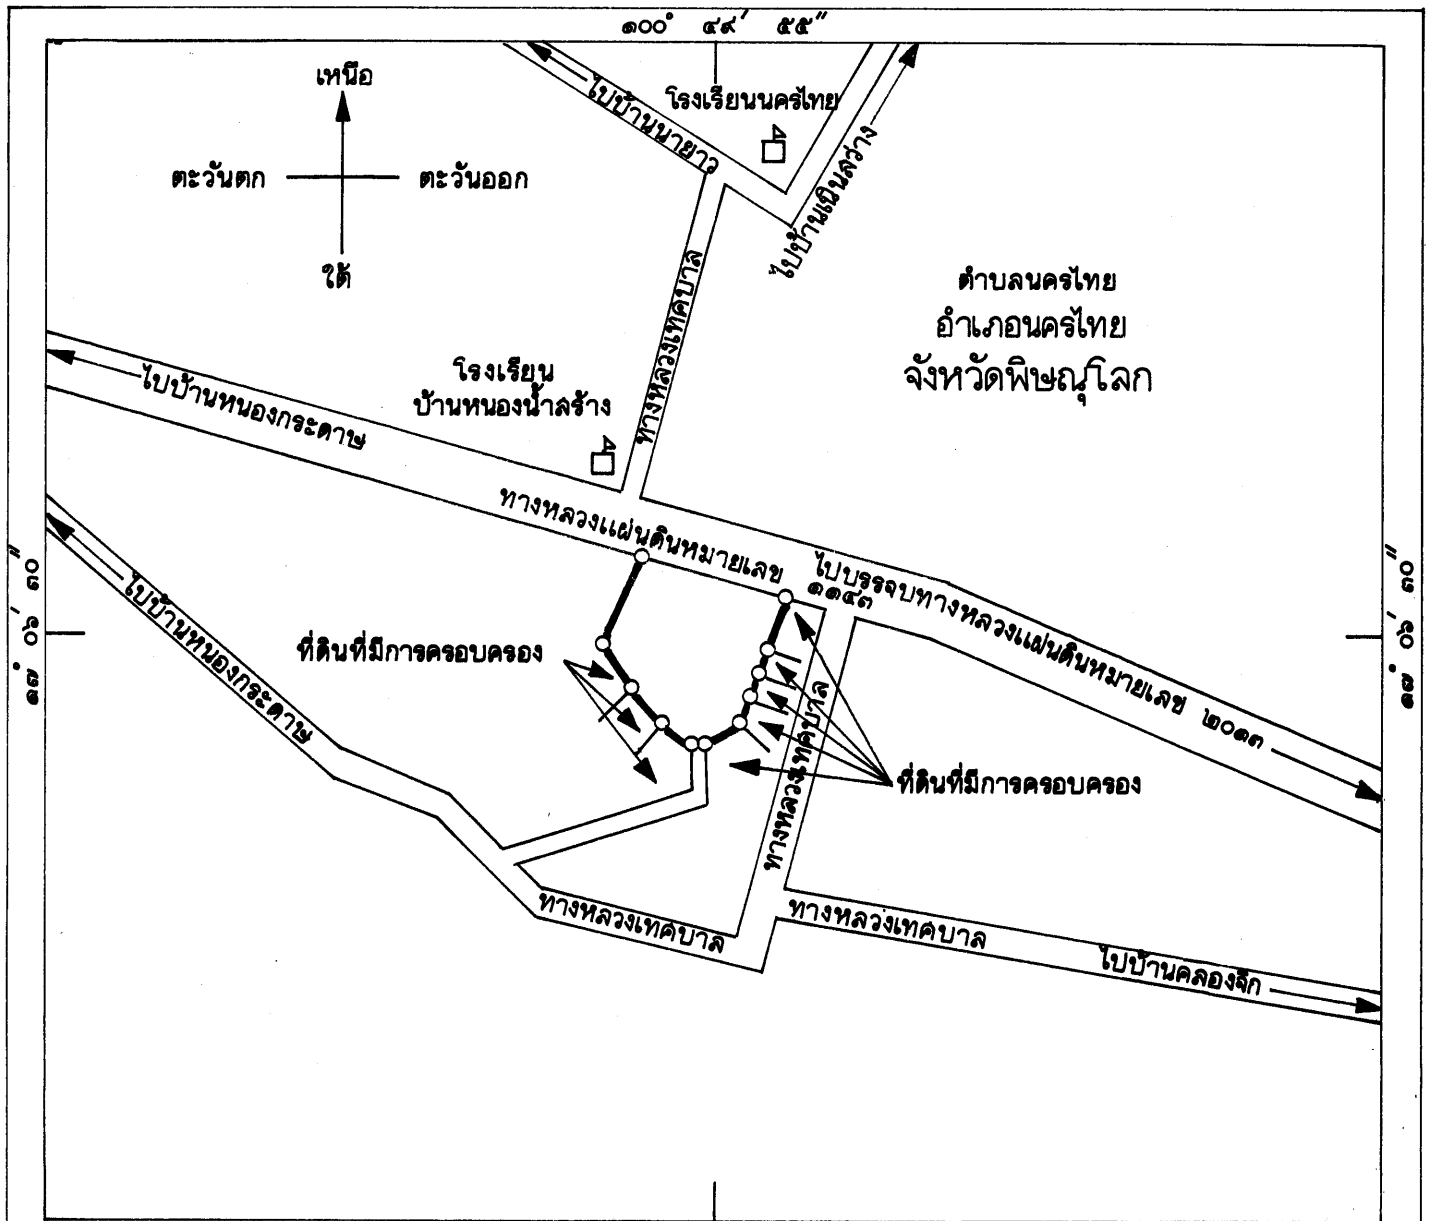 ๑๐๐° ๔๙′ ๕๕″
เหนือ
ตะวันตก
ตะวันออก
ใต้
ไปบ้านนายาว
โรงเรียนนครไทย
ไปบ้านเนินสว่าง
ทางหลวงเทศบาล
ตำบลนครไทย
อำเภอนครไทย
จังหวัดพิษณุโลก
โรงเรียน
บ้านหนองน้ำสร้าง
ไปบ้านหนองกระดาษ
ทางหลวงแผ่นดินหมายเลข ๑๑๔๓
ไปบรรจบทางหลวงแผ่นดินหมายเลข ๒๐๑๓
๑๗° ๐๖′ ๓๐″
๑๗° ๐๖′ ๓๐″
ไปบ้านหนองกระดาษ
ที่ดินที่มีการครอบครอง
ที่ดินที่มีการครอบครอง
ทางหลวงเทศบาล
ทางหลวงเทศบาล
ทางหลวงเทศบาล
ไปบ้านคลองจิก